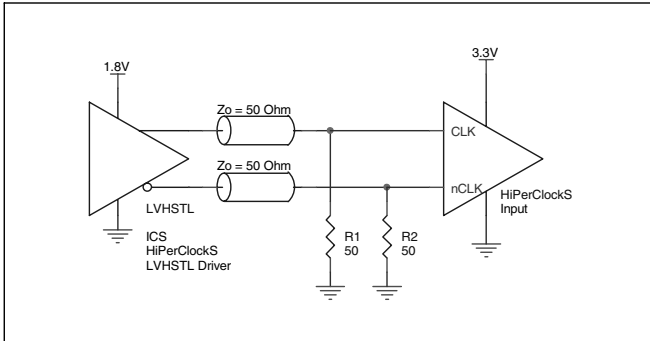 1.8V
3.3V
Zo = 50 Ohm
CLK
Zo = 50 Ohm
nCLK
LVHSTL
HiPerClockS
Input
ICS
HiPerClockS
LVHSTL Driver
R1
50
R2
50